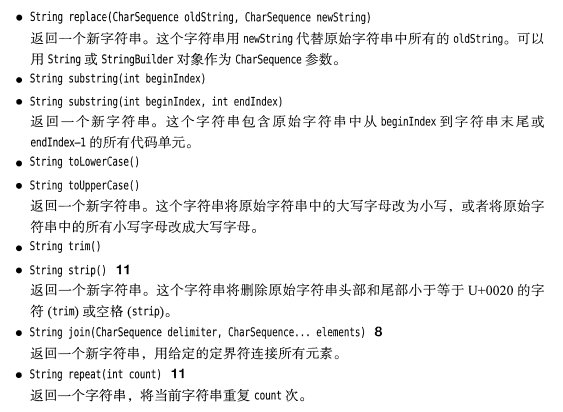 ● String replace(CharSequence oldString, CharSequence newString)
返回一个新字符串。这个字符串用 newString 代替原始字符串中所有的 oldString。可以
用 String 或 StringBuilder 对象作为 CharSequence 参数。
● String substring(int beginIndex)
● String substring(int beginIndex, int endIndex)
返回一个新字符串。这个字符串包含原始字符串中从 beginIndex 到字符串末尾或
endIndex–1 的所有代码单元。
● String toLowerCase()
● String toUpperCase()
返回一个新字符串。这个字符串将原始字符串中的大写字母改为小写，或者将原始字
符串中的所有小写字母改成大写字母。
● String trim()
● String strip() 11
返回一个新字符串。这个字符串将删除原始字符串头部和尾部小于等于 U+0020 的字
符 (trim) 或空格 (strip)。
● String join(CharSequence delimiter, CharSequence... elements) 8
返回一个新字符串，用给定的定界符连接所有元素。
● String repeat(int count) 11
返回一个字符串，将当前字符串重复 count 次。